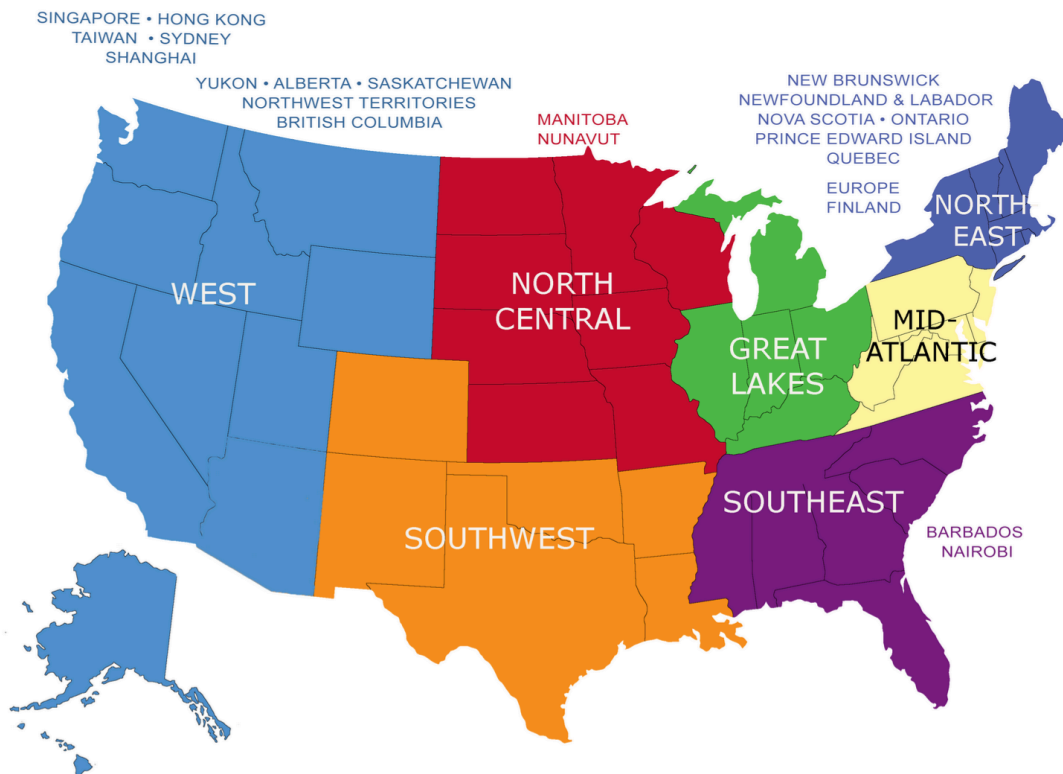 SINGAPORE • HONG KONG
TAIWAN • SYDNEY
SHANGHAI
YUKON • ALBERTA • SASKATCHEWAN
NORTHWEST TERRITORIES
BRITISH COLUMBIA
MANITOBA
NUNAVUT
NEW BRUNSWICK
NEWFOUNDLAND & LABADOR
NOVA SCOTIA • ONTARIO
PRINCE EDWARD ISLAND
QUEBEC
EUROPE
FINLAND
NORTH
EAST
WEST
NORTH
CENTRAL
GREAT
LAKES
MID-
ATLANTIC
SOUTHWEST
SOUTHEAST
BARBADOS
NAIROBI